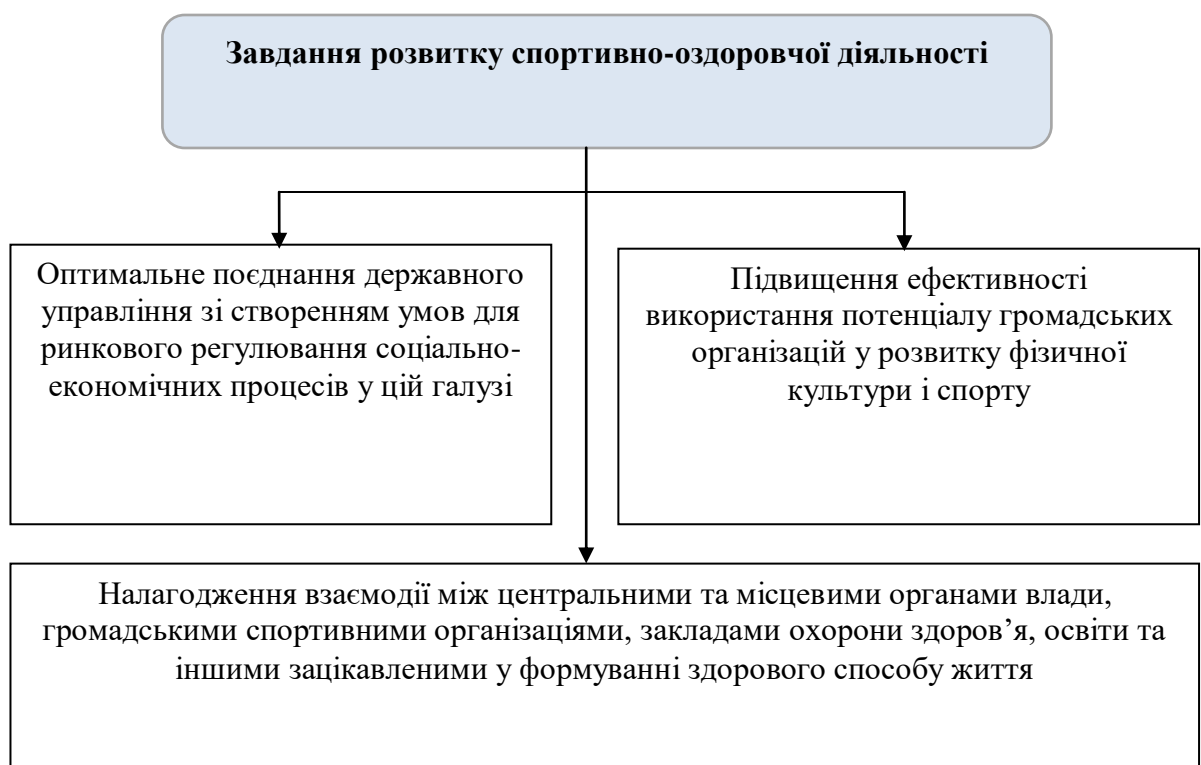 Завдання розвитку спортивно-оздоровчої діяльності
Оптимальне поєднання державного
управління зі створенням умов для
ринкового регулювання соціально-
економічних процесів у цій галузі
Підвищення ефективності
використання потенціалу громадських
організацій у розвитку фізичної
культури і спорту
Налагодження взаємодії між центральними та місцевими органами влади,
громадськими спортивними організаціями, закладами охорони здоров’я, освіти та
іншими зацікавленими у формуванні здорового способу життя